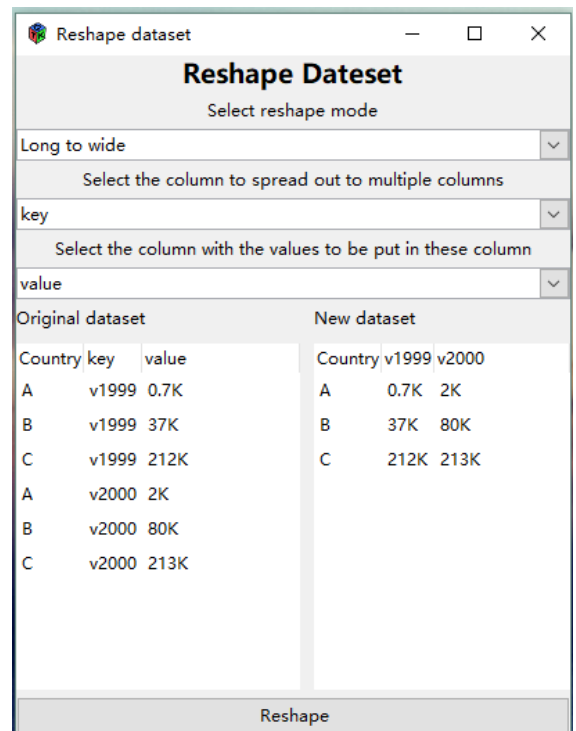 Reshape dataset
Reshape Dateset
Select reshape mode
Long to wide
Select the column to spread out to multiple columns
key
Select the column with the values to be put in these column
value
Original dataset New dataset
Country key value Country v1999 v2000
A v1999 0.7K A 0.7K 2K
B v1999 37K B 37K 80K
C v1999 212K C 212K 213K
A v2000 2K
B v2000 80K
C v2000 213K
Reshape